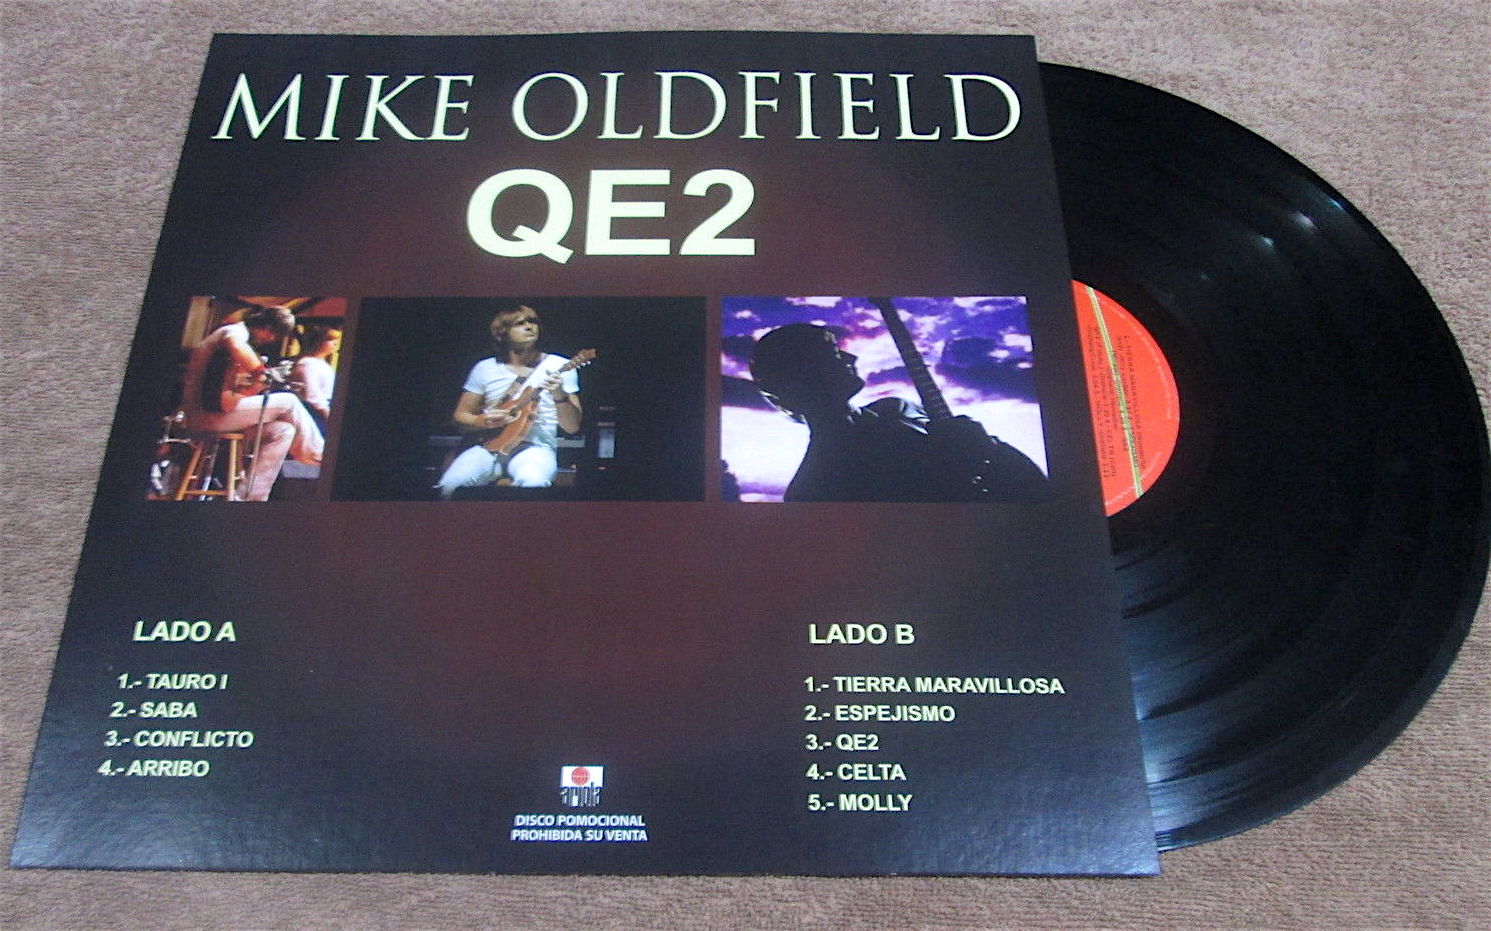 MIKE OLDFIELD
QE2
LADO A
1.- TAURO I
2.- SABA
3.- CONFLICTO
4.- ARRIBO
LADO B
1.- TIERRA MARAVILLOSA
2.- ESPEJISMO
3.- QE2
4.- CELTA
5.- MOLLY
ariola
DISCO POMOCIONAL
PROHIBIDA SU VENTA